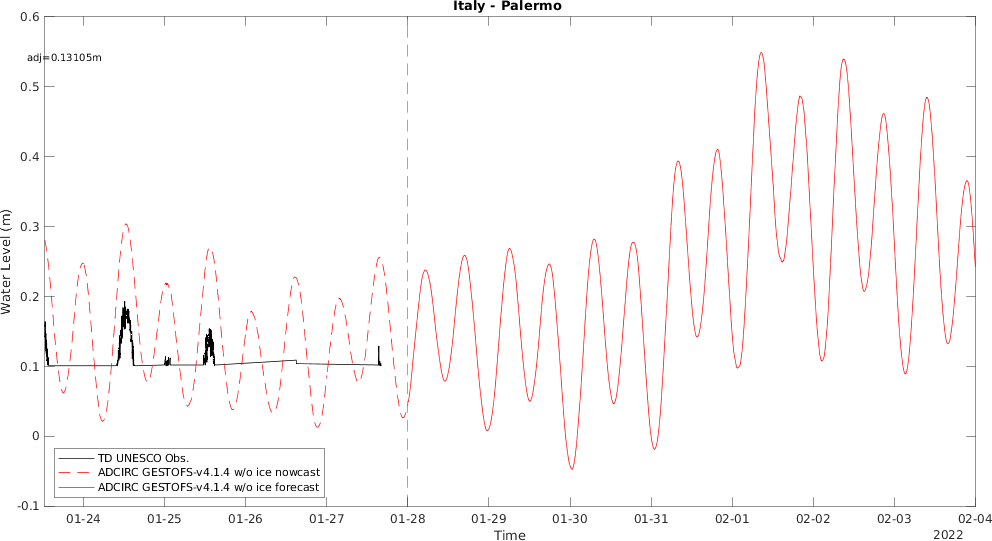 Italy - Palermo
adj=0.13105m
0.6
0.5
0.4
0.3
0.2
0.1
0
-0.1
Water Level (m)
TD UNESCO Obs.
ADCIRC GESTOFS-v4.1.4 w/o ice nowcast
ADCIRC GESTOFS-v4.1.4 w/o ice forecast
01-24 01-25 01-26 01-27 01-28 01-29 01-30 01-31 02-01 02-02 02-03 02-04
Time
2022